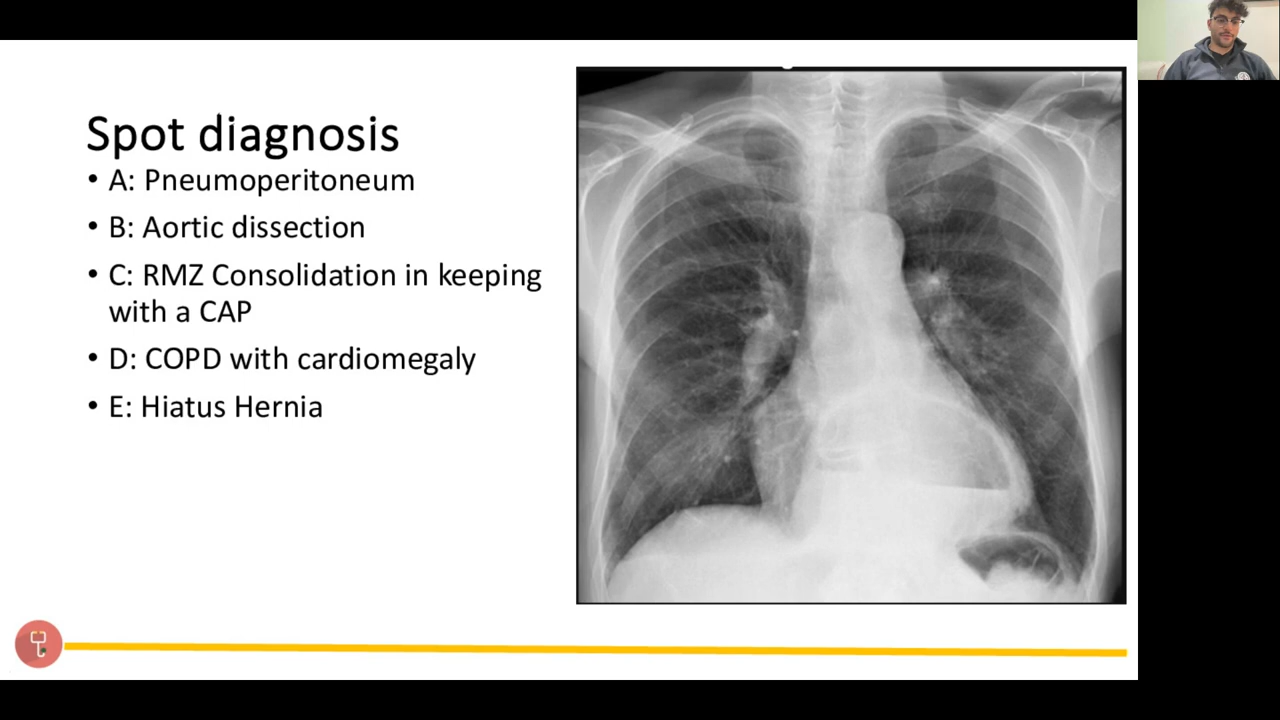 Spot diagnosis
• A: Pneumoperitoneum
• B: Aortic dissection
• C: RMZ Consolidation in keeping
with a CAP
• D: COPD with cardiomegaly
• E: Hiatus Hernia